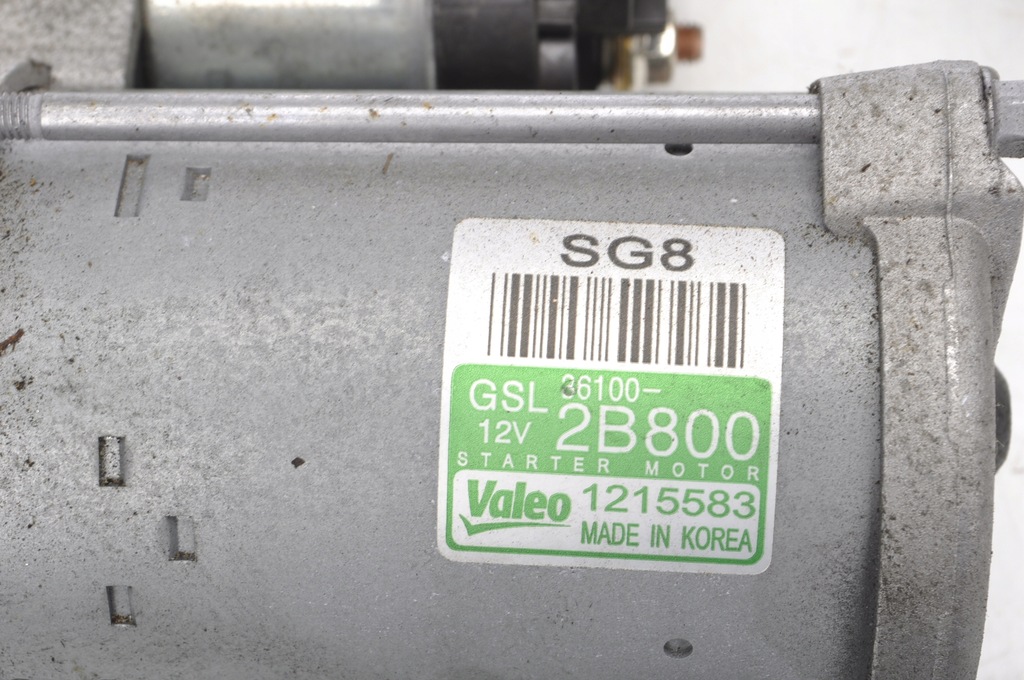 SG8
GSL 36100-
12V 2B800
STARTER MOTOR
Valeo 1215583
MADE IN KOREA